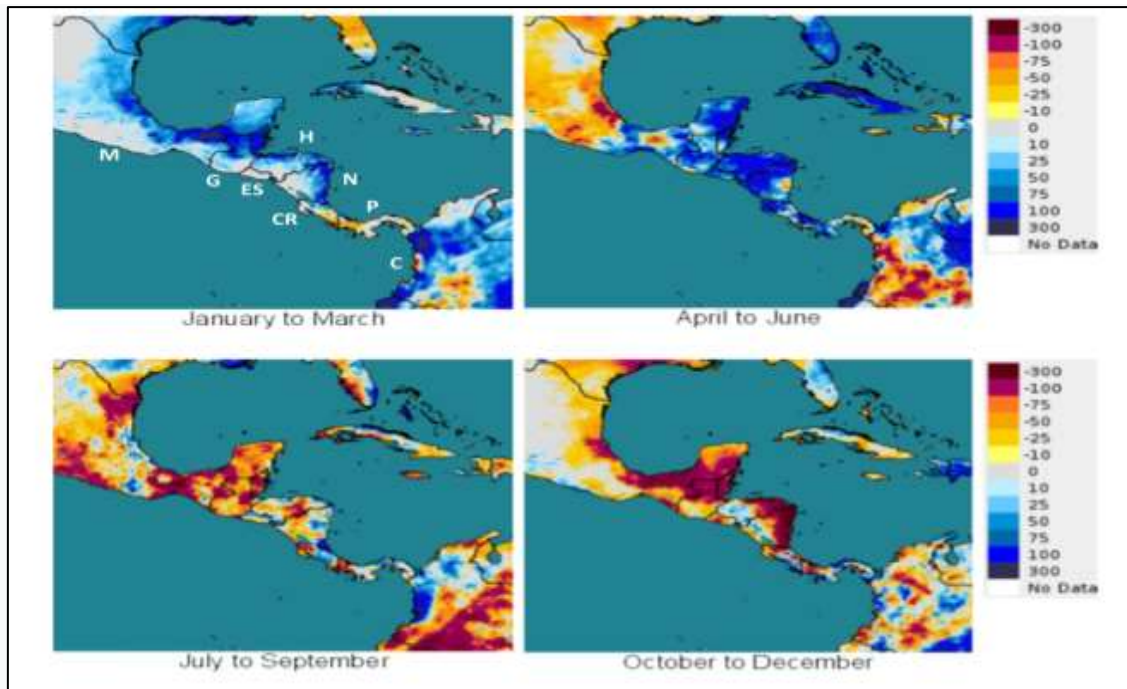 H
M
G
N
ES
CR
P
C
-300
-100
-75
-50
-25
-10
0
10
25
50
75
100
300
No Data
January to March
April to June
-300
-100
-75
-50
-25
-10
0
10
25
50
75
100
300
No Data
July to September
October to December